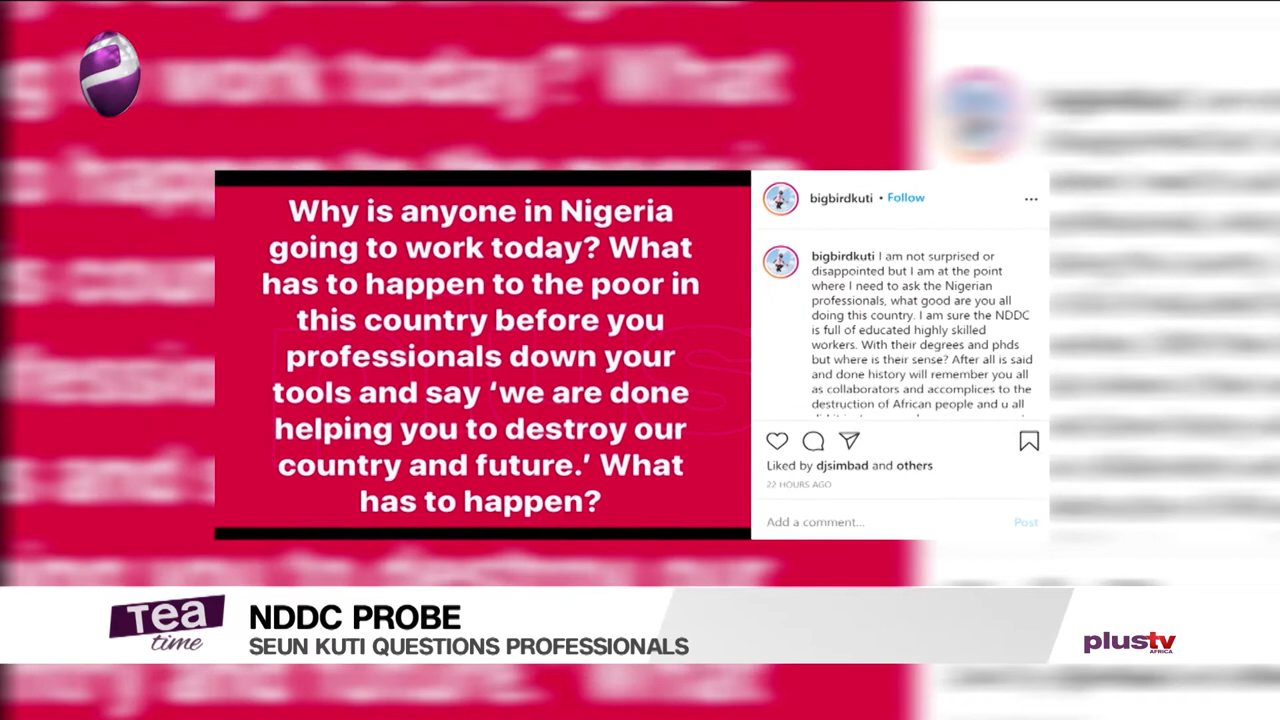 Why is anyone in Nigeria
going to work today? What
has to happen to the poor in
this country before you
professionals down your
tools and say ‘we are done
helping you to destroy our
country and future.’ What
has to happen?
bigbirdkuti • Follow
bigbirdkuti I am not surprised or
disappointed but I am at the point
where I need to ask the Nigerian
professionals, what good are you all
doing this country. I am sure the NDDC
is full of educated highly skilled
workers. With their degrees and phds
but where is their sense? After all is said
and done history will remember you all
as collaborators and accomplices to the
destruction of African people and u all
Liked by djsimbad and others
22 HOURS AGO
Add a comment...
Post
Tea
time
NDDC PROBE
SEUN KUTI QUESTIONS PROFESSIONALS
plustv
AFRICA